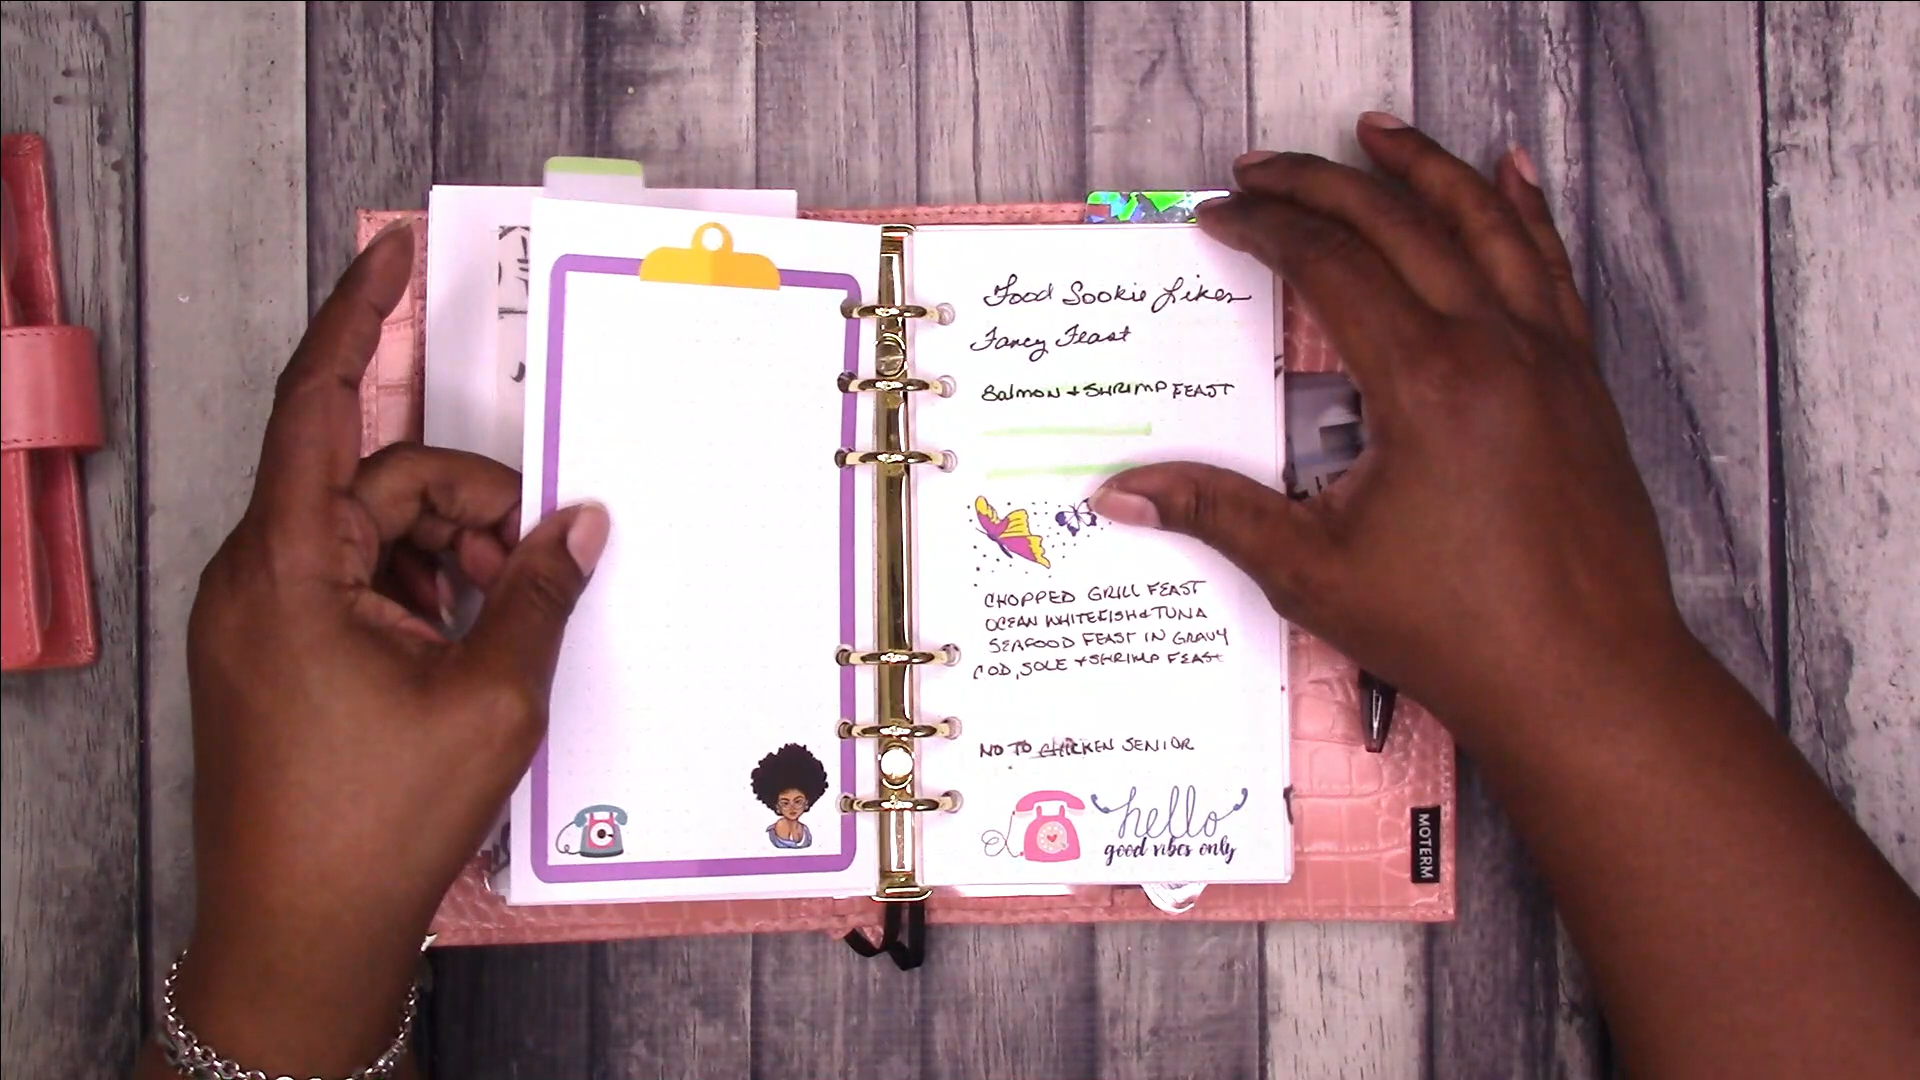 Food Sookie Likes
Fancy Feast
Salmon + SHRIMP FEAST
CHOPPED GRILL FEAST
OCEAN WHITEFISH & TUNA
SEAFOOD FEAST IN GRAVY
COD, SOLE + SHRIMP FEAST
NO TO CHICKEN SENIOR
hello
good vibes only
MOTERM